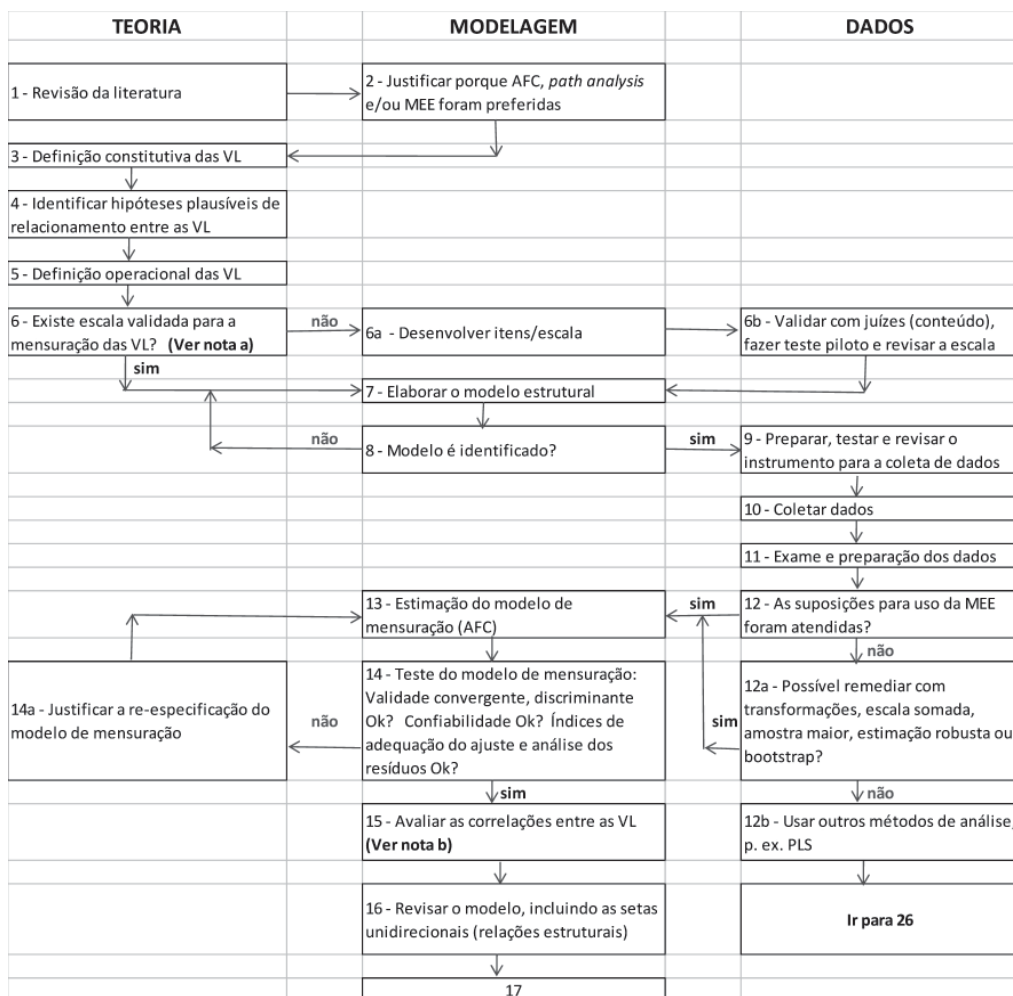 TEORIA
MODELAGEM
DADOS
1 - Revisão da literatura
2 - Justificar porque AFC, path analysis
e/ou MEE foram preferidas
3 - Definição constitutiva das VL
4 - Identificar hipóteses plausíveis de
relacionamento entre as VL
5 - Definição operacional das VL
6 - Existe escala validada para a
mensuração das VL? (Ver nota a)
não
6a - Desenvolver itens/escala
6b - Validar com juízes (conteúdo),
fazer teste piloto e revisar a escala
sim
7 - Elaborar o modelo estrutural
não
8 - Modelo é identificado?
sim
9 - Preparar, testar e revisar o
instrumento para a coleta de dados
10 - Coletar dados
11 - Exame e preparação dos dados
13 - Estimação do modelo de
mensuração (AFC)
sim
12 - As suposições para uso da MEE
foram atendidas?
não
14a - Justificar a re-especificação do
modelo de mensuração
não
14 - Teste do modelo de mensuração:
Validade convergente, discriminante
Ok? Confiabilidade Ok? Índices de
adequação do ajuste e análise dos
resíduos Ok?
sim
12a - Possível remediar com
transformações, escala somada,
amostra maior, estimação robusta ou
bootstrap?
sim
não
15 - Avaliar as correlações entre as VL
(Ver nota b)
12b - Usar outros métodos de análise,
p. ex. PLS
16 - Revisar o modelo, incluindo as setas
unidirecionais (relações estruturais)
Ir para 26
17